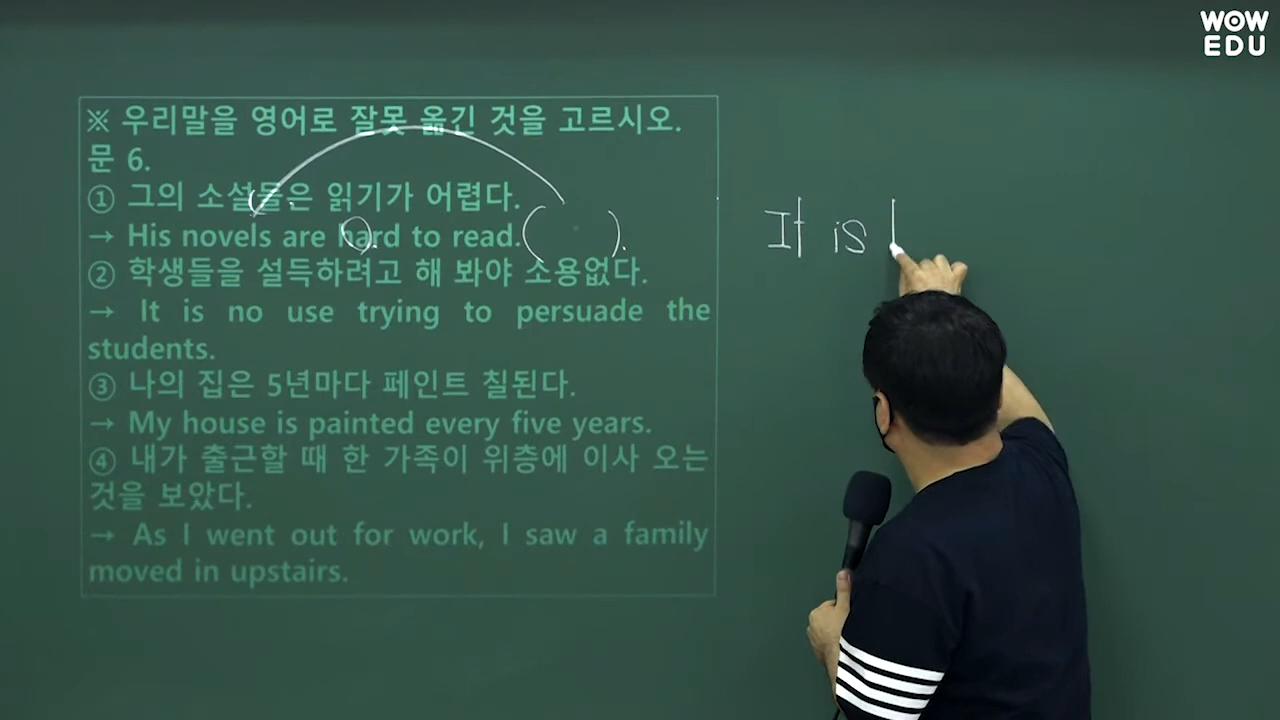 WOW
EDU
※ 우리말을 영어로 잘못 옮긴 것을 고르시오.
문 6.
① 그의 소설들은 읽기가 어렵다.
→ His novels are hard to read. ( ).
② 학생들을 설득하려고 해 봐야 소용없다.
→ It is no use trying to persuade the
students.
③ 나의 집은 5년마다 페인트 칠된다.
→ My house is painted every five years.
④ 내가 출근할 때 한 가족이 위층에 이사 오는
것을 보았다.
→ As I went out for work, I saw a family
moved in upstairs.
It is